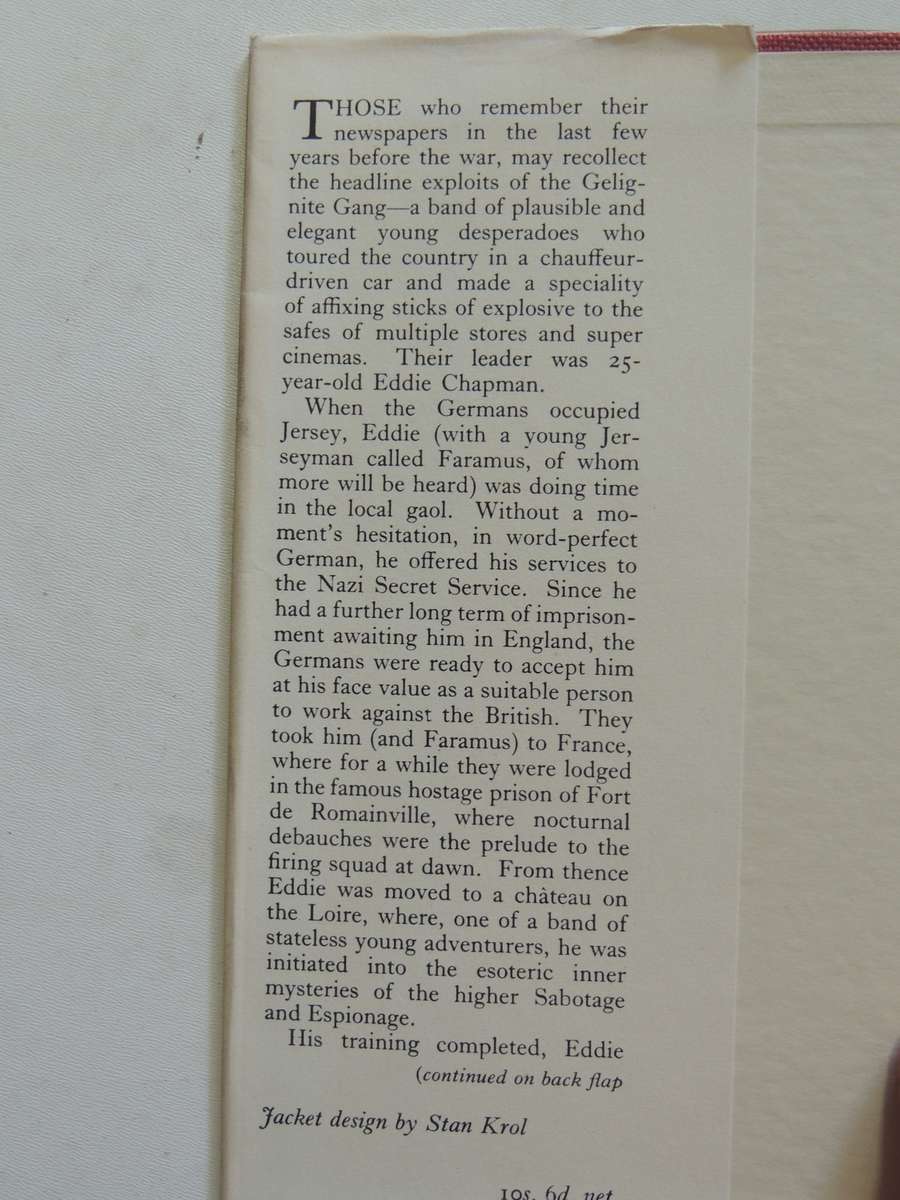 THOSE who remember their
newspapers in the last few
years before the war, may recollect
the headline exploits of the Gelig-
nite Gang—a band of plausible and
elegant young desperadoes who
toured the country in a chauffeur-
driven car and made a speciality
of affixing sticks of explosive to the
safes of multiple stores and super
cinemas. Their leader was 25-
year-old Eddie Chapman.
When the Germans occupied
Jersey, Eddie (with a young Jer-
seyman called Faramus, of whom
more will be heard) was doing time
in the local gaol. Without a mo-
ment's hesitation, in word-perfect
German, he offered his services to
the Nazi Secret Service. Since he
had a further long term of imprison-
ment awaiting him in England, the
Germans were ready to accept him
at his face value as a suitable person
to work against the British. They
took him (and Faramus) to France,
where for a while they were lodged
in the famous hostage prison of Fort
de Romainville, where nocturnal
debauches were the prelude to the
firing squad at dawn. From thence
Eddie was moved to a château on
the Loire, where, one of a band of
stateless young adventurers, he was
initiated into the esoteric inner
mysteries of the higher Sabotage
and Espionage.
His training completed, Eddie
(continued on back flap
Jacket design by Stan Krol
10s. 6d. net